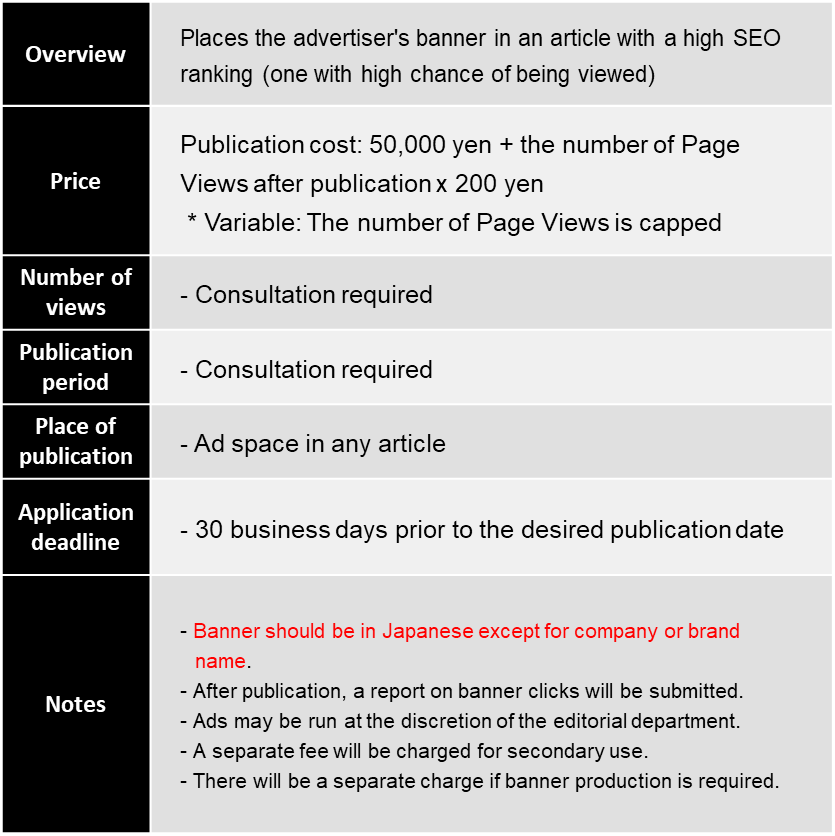 Overview
Places the advertiser's banner in an article with a high SEO
ranking (one with high chance of being viewed)
Price
Publication cost: 50,000 yen + the number of Page
Views after publication x 200 yen
* Variable: The number of Page Views is capped
Number of
views
- Consultation required
Publication
period
- Consultation required
Place of
publication
- Ad space in any article
Application
deadline
- 30 business days prior to the desired publication date
Notes
- Banner should be in Japanese except for company or brand
name.
- After publication, a report on banner clicks will be submitted.
- Ads may be run at the discretion of the editorial department.
- A separate fee will be charged for secondary use.
- There will be a separate charge if banner production is required.